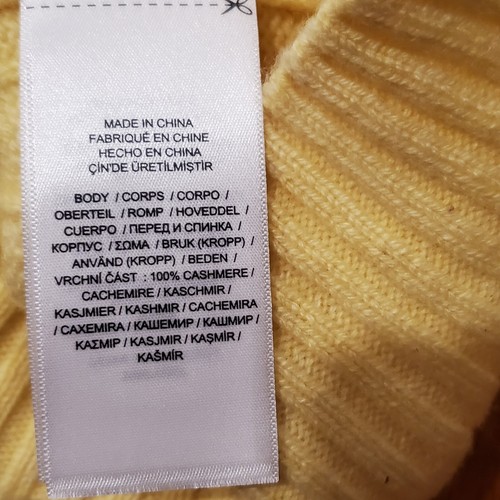 MADE IN CHINA
FABRIQUÉ EN CHINE
HECHO EN CHINA
ÇİN'DE ÜRETİLMİŞTİR
BODY / CORPS / CORPO /
OBERTEIL / ROMP / HOVEDDEL /
CUERPO / ПЕРЕД И СПИНКА /
КОРПУС / ΣΩΜΑ / BRUK (KROPP) /
ANVÄND (KROPP) / BEDEN /
VRCHNÍ ČÁST : 100% CASHMERE /
CACHEMIRE / KASCHMIR /
KASJMIER / KASHMIR / CACHEMIRA
/ CAXEMIRA / КАШЕМИР / КАШМИР /
ΚΑΣΜΙΡ / KASJMIR / KAŞMİR /
KAŠMÍR